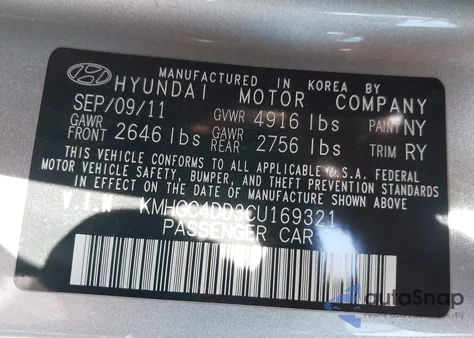 MANUFACTURED IN KOREA BY
HYUNDAI MOTOR COMPANY
SEP/09/11 GVWR 4916 lbs PAINT NY
GAWR FRONT 2646 lbs GAWR REAR 2756 lbs TRIM RY
THIS VEHICLE CONFORMS TO ALL APPLICABLE U.S.A. FEDERAL
MOTOR VEHICLE SAFETY, BUMPER, AND THEFT PREVENTION STANDARDS
IN EFFECT ON THE DATE OF MANUFACTURE SHOWN ABOVE.
V.I.N KMHGC4DD8CU169321
PASSENGER CAR
autoSnap